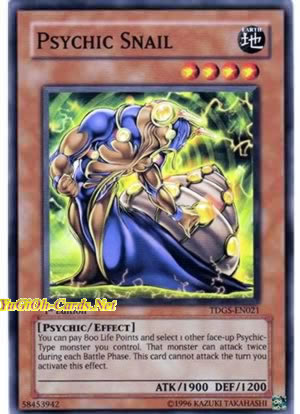 PSYCHIC SNAIL
EARTH
地
TDGS-EN021
YuGiOh-Cards.Net
[PSYCHIC/EFFECT]
You can pay 800 Life Points and select 1 other face-up Psychic-
Type monster you control. That monster can attack twice
during each Battle Phase. This card cannot attack the turn you
activate this effect.
ATK/1900 DEF/1200
58453942
©1996 KAZUKI TAKAHASHI